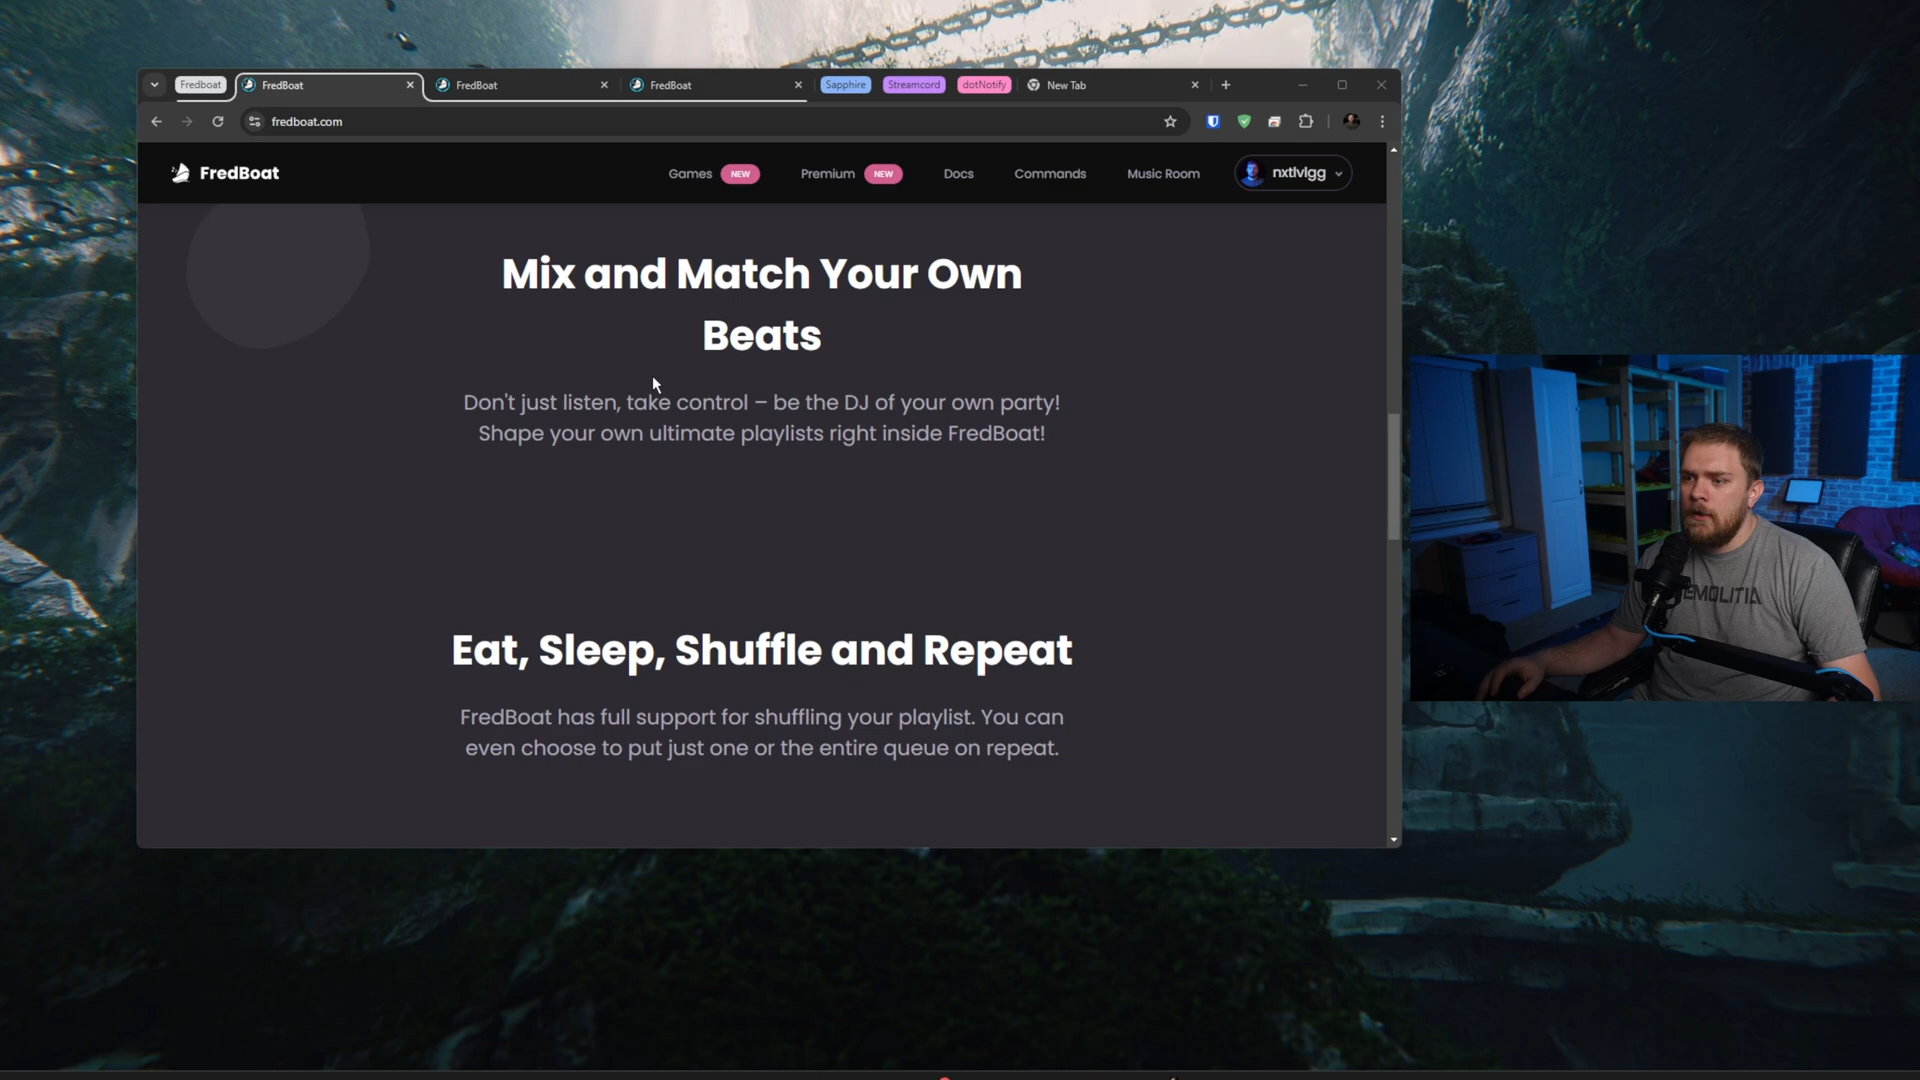 Fredboat
FredBoat
FredBoat
FredBoat
Sapphire
Streamcord
dotNotify
New Tab
fredboat.com
FredBoat
Games NEW
Premium NEW
Docs
Commands
Music Room
nxtlvlgg
Mix and Match Your Own
Beats
Don't just listen, take control – be the DJ of your own party!
Shape your own ultimate playlists right inside FredBoat!
Eat, Sleep, Shuffle and Repeat
FredBoat has full support for shuffling your playlist. You can
even choose to put just one or the entire queue on repeat.